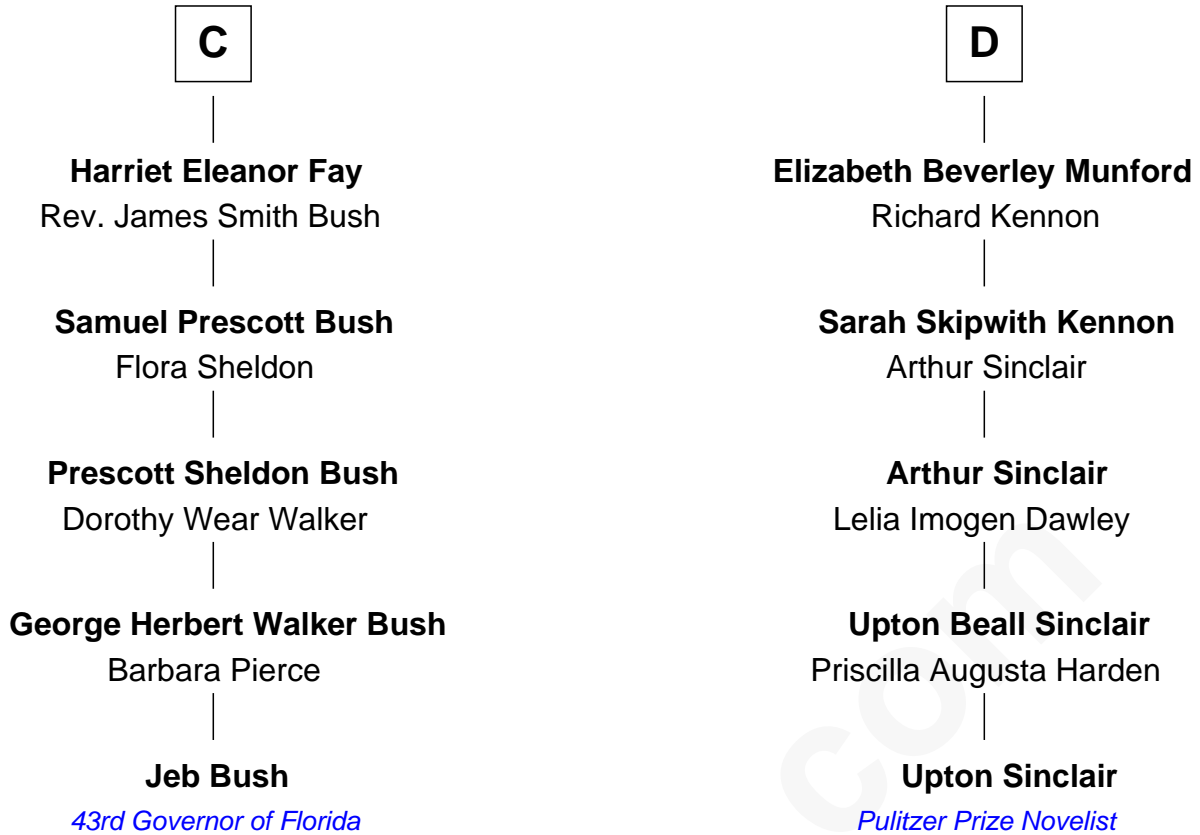 C
Harriet Eleanor Fay
Rev. James Smith Bush
Samuel Prescott Bush
Flora Sheldon
Prescott Sheldon Bush
Dorothy Wear Walker
George Herbert Walker Bush
Barbara Pierce
Jeb Bush
43rd Governor of Florida
D
Elizabeth Beverley Munford
Richard Kennon
Sarah Skipwith Kennon
Arthur Sinclair
Arthur Sinclair
Lelia Imogen Dawley
Upton Beall Sinclair
Priscilla Augusta Harden
Upton Sinclair
Pulitzer Prize Novelist
com